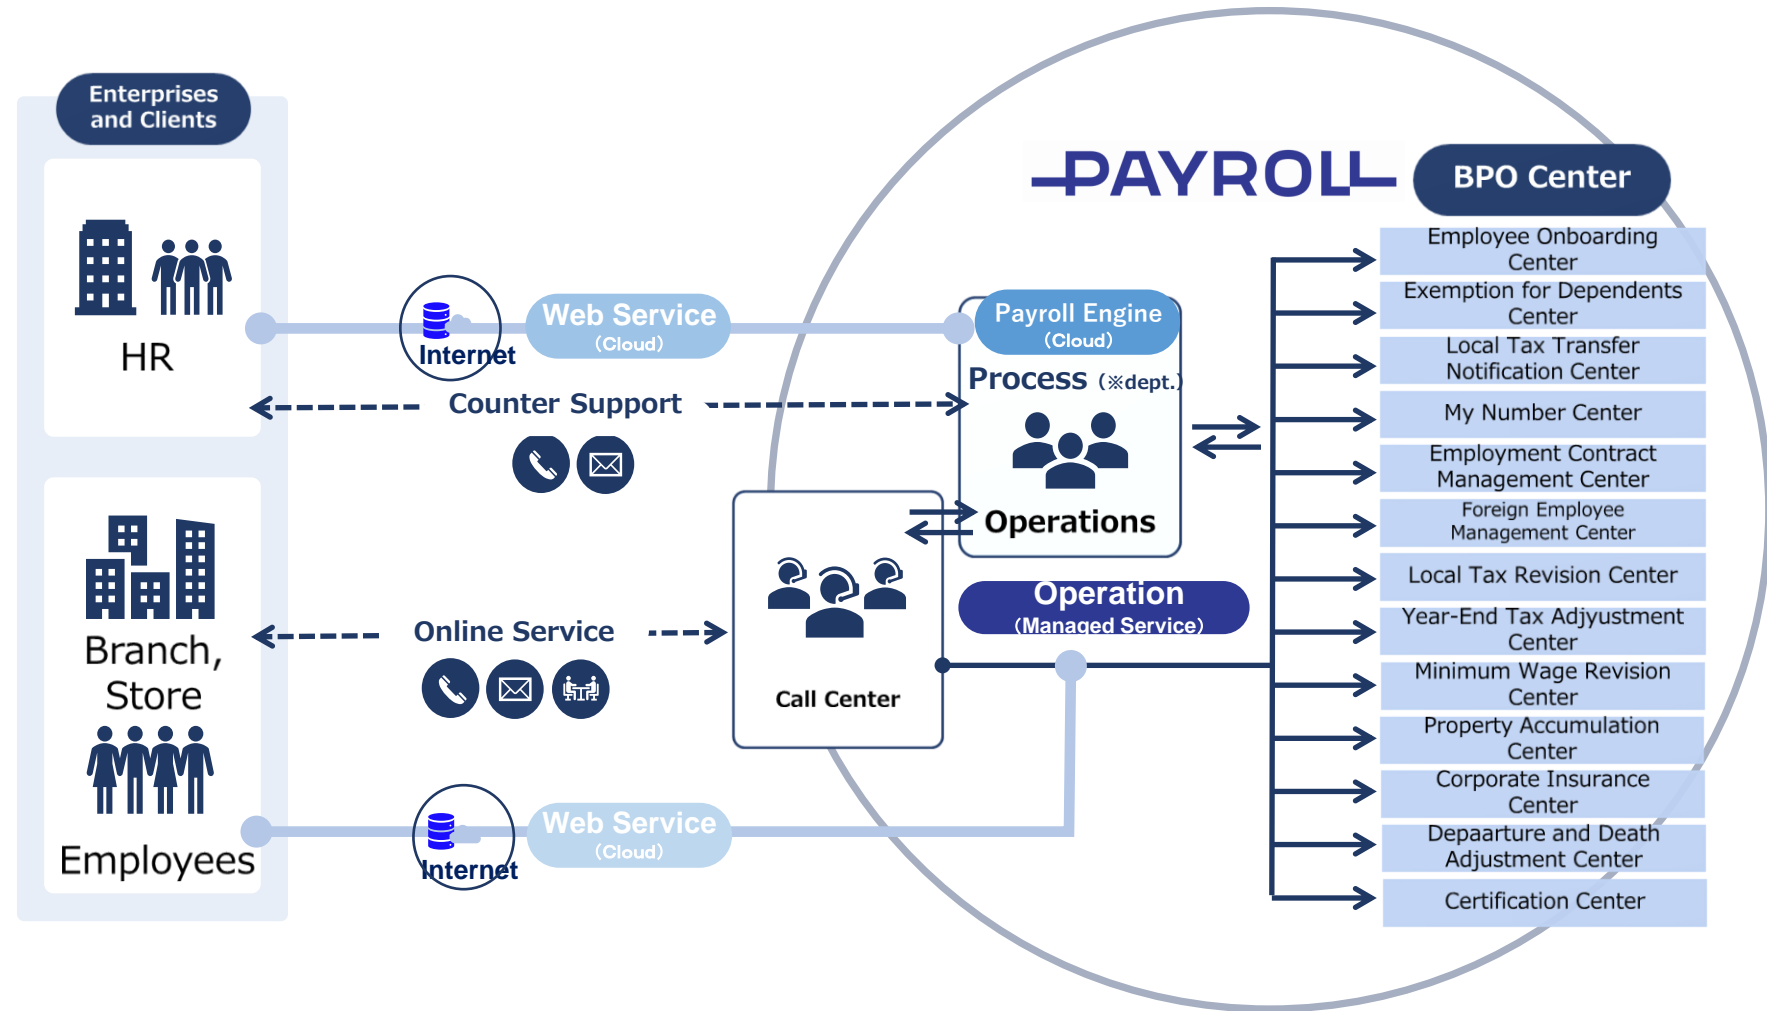 Enterprises
and Clients
HR
Branch,
Store
Employees
Internet
Web Service
(Cloud)
Counter Support
Online Service
Internet
Web Service
(Cloud)
PAYROLL
Payroll Engine
(Cloud)
Process (※dept.)
Operations
Call Center
Operation
(Managed Service)
BPO Center
Employee Onboarding
Center
Exemption for Dependents
Center
Local Tax Transfer
Notification Center
My Number Center
Employment Contract
Management Center
Foreign Employee
Management Center
Local Tax Revision Center
Year-End Tax Adjyustment
Center
Minimum Wage Revision
Center
Property Accumulation
Center
Corporate Insurance
Center
Depaarture and Death
Adjustment Center
Certification Center